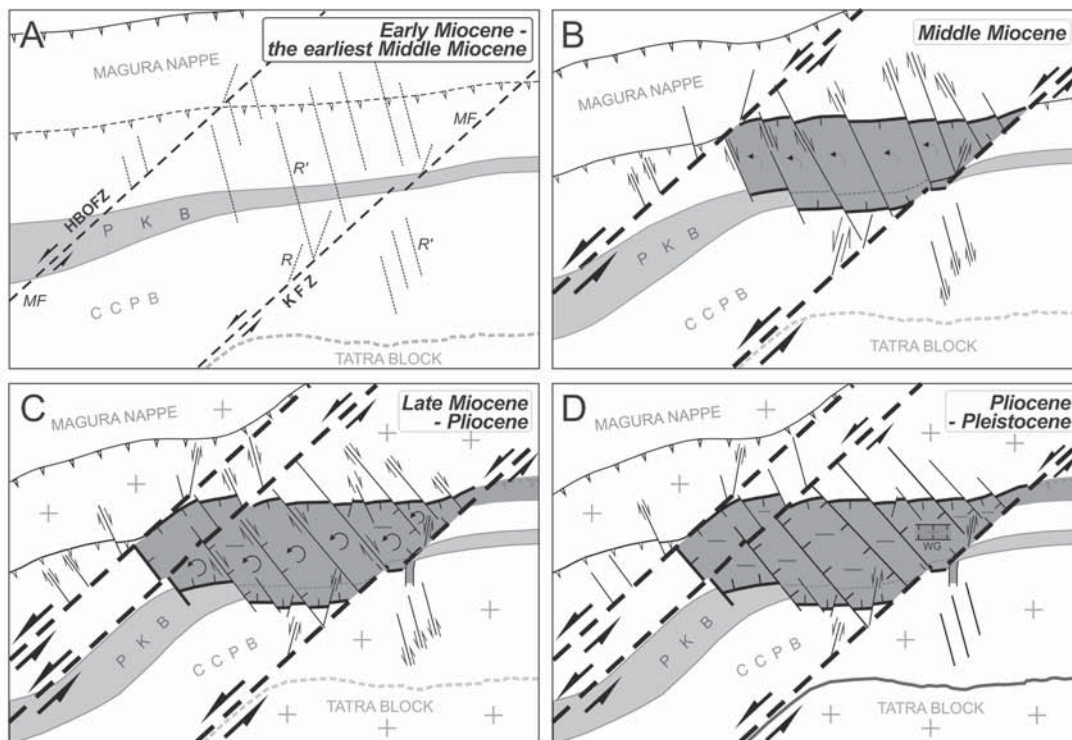 A
Early Miocene -
the earliest Middle Miocene
MAGURA NAPPE
MF
R'
HBOFZ
P K B
R
R'
KFZ
MF
C C P B
TATRA BLOCK
B
Middle Miocene
MAGURA NAPPE
P K B
C C P B
TATRA BLOCK
C
Late Miocene
- Pliocene
MAGURA NAPPE
P K B
C C P B
TATRA BLOCK
D
Pliocene
- Pleistocene
MAGURA NAPPE
WG
P K B
C C P B
TATRA BLOCK